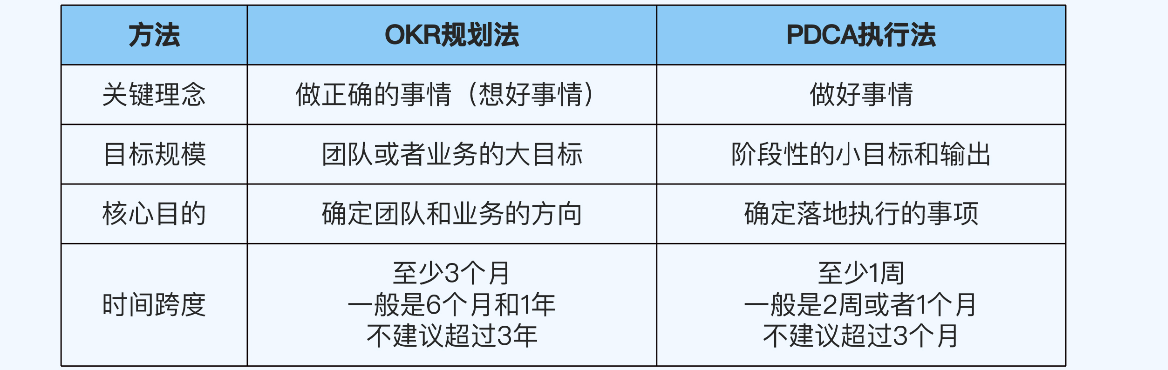 方法 OKR规划法 PDCA执行法
关键理念 做正确的事情（想好事情） 做好事情
目标规模 团队或者业务的大目标 阶段性的小目标和输出
核心目的 确定团队和业务的方向 确定落地执行的事项
时间跨度
至少3个月
一般是6个月和1年
不建议超过3年
至少1周
一般是2周或者1个月
不建议超过3个月